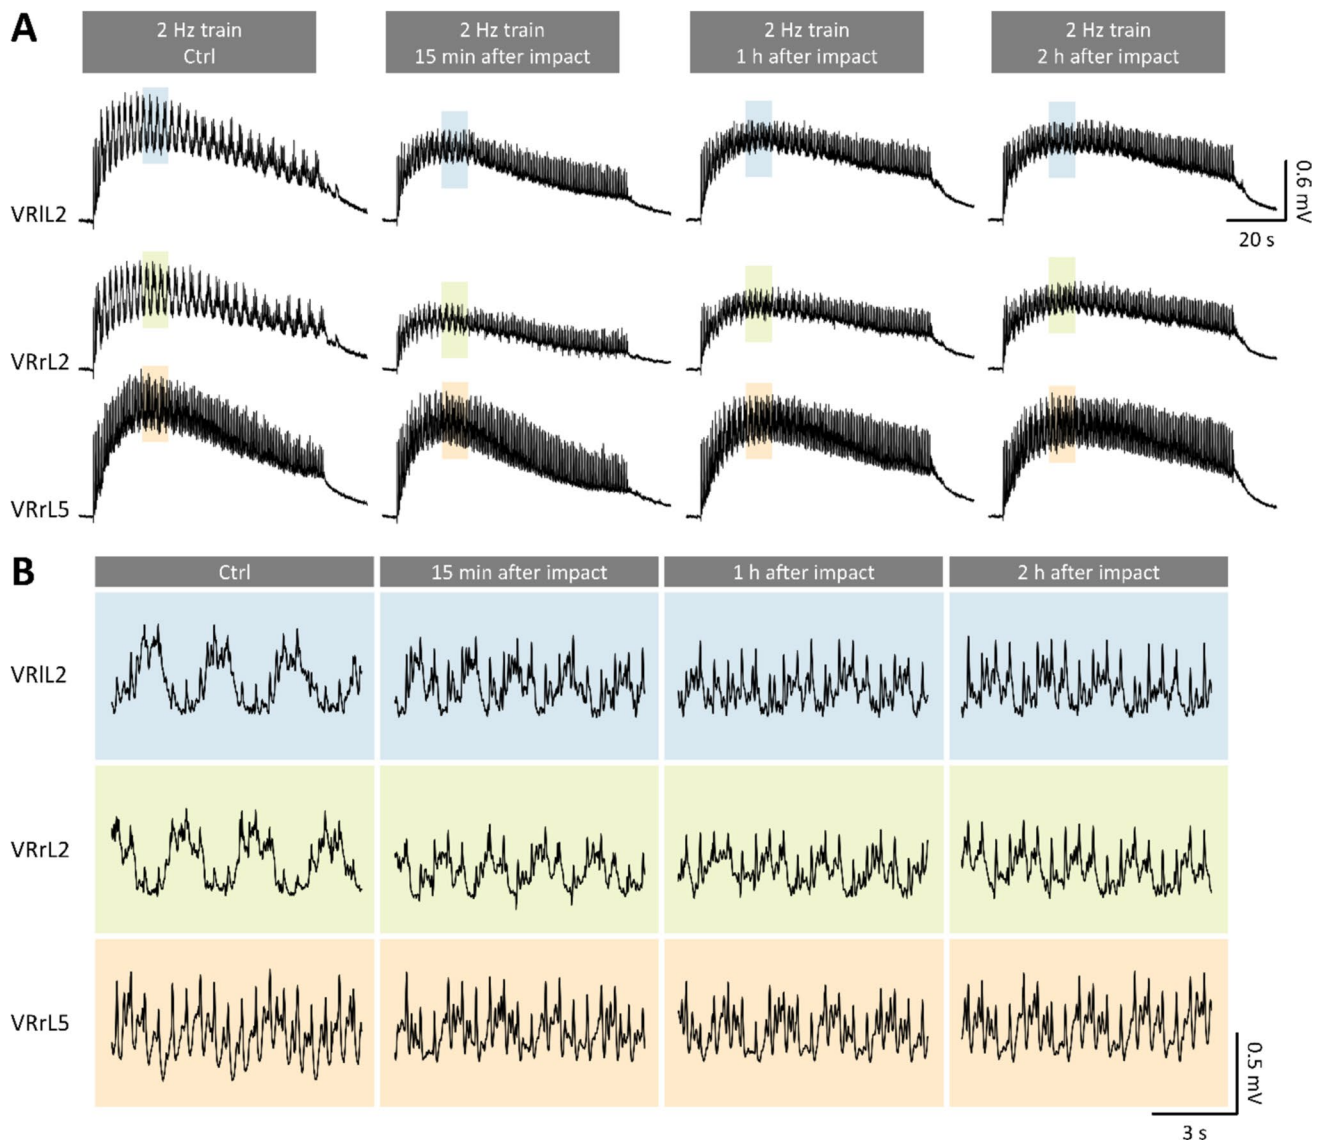 A
2 Hz train
Ctrl
2 Hz train
15 min after impact
2 Hz train
1 h after impact
2 Hz train
2 h after impact
VRlL2
0.6 mV
20 s
VRrL2
VRrL5
B
Ctrl
15 min after impact
1 h after impact
2 h after impact
VRlL2
VRrL2
VRrL5
0.5 mV
3 s